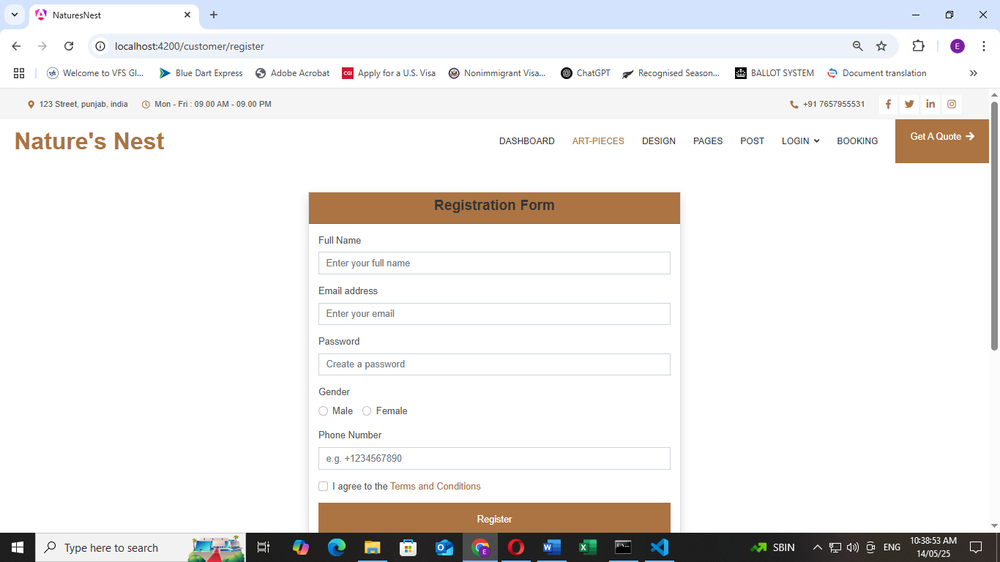 NaturesNest
localhost:4200/customer/register
E
Welcome to VFS Gl...
Blue Dart Express
Adobe Acrobat
CGI Apply for a U.S. Visa
Nonimmigrant Visa...
ChatGPT
Recognised Season...
BALLOT SYSTEM
Document translation
123 Street, punjab, india
Mon - Fri : 09.00 AM - 09.00 PM
+91 7657955531
Nature's Nest
DASHBOARD
ART-PIECES
DESIGN
PAGES
POST
LOGIN
BOOKING
Get A Quote
Registration Form
Full Name
Enter your full name
Email address
Enter your email
Password
Create a password
Gender
Male
Female
Phone Number
e.g. +1234567890
I agree to the Terms and Conditions
Register
Type here to search
SBIN
ENG
10:38:53 AM
14/05/25